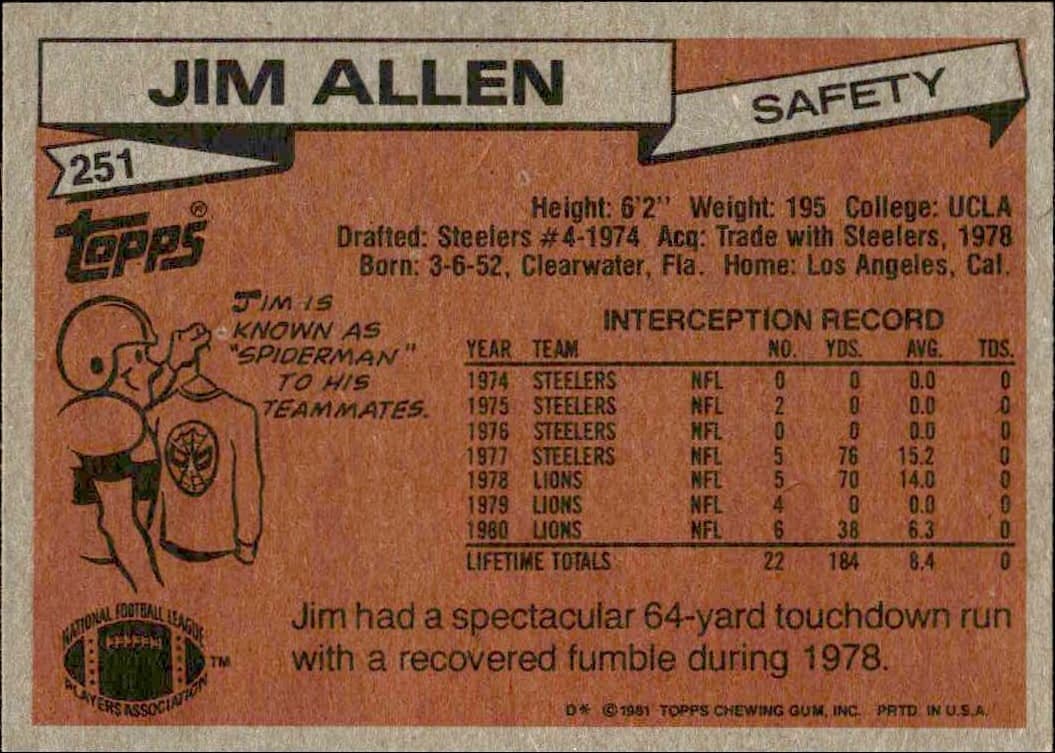 JIM ALLEN
SAFETY
251
TOPPS®
Height: 6'2'' Weight: 195 College: UCLA
Drafted: Steelers #4-1974 Acq: Trade with Steelers, 1978
Born: 3-6-52, Clearwater, Fla. Home: Los Angeles, Cal.
JIM IS
KNOWN AS
"SPIDERMAN"
TO HIS
TEAMMATES.
INTERCEPTION RECORD
YEAR TEAM NO. YDS. AVG. TDS.
1974 STEELERS NFL 0 0 0.0 0
1975 STEELERS NFL 2 0 0.0 0
1976 STEELERS NFL 0 0 0.0 0
1977 STEELERS NFL 5 76 15.2 0
1978 LIONS NFL 5 70 14.0 0
1979 LIONS NFL 4 0 0.0 0
1980 LIONS NFL 6 38 6.3 0
LIFETIME TOTALS 22 184 8.4 0
Jim had a spectacular 64-yard touchdown run
with a recovered fumble during 1978.
NATIONAL FOOTBALL LEAGUE
PLAYERS ASSOCIATION
TM
D* ©1981 TOPPS CHEWING GUM, INC. PRTD. IN U.S.A.